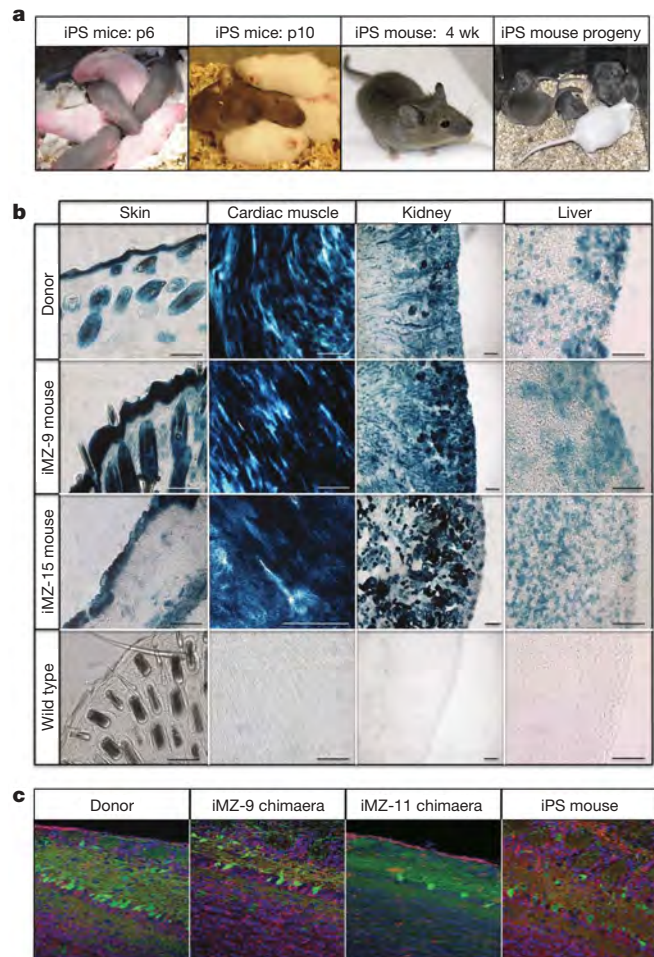 a
iPS mice: p6 iPS mice: p10 iPS mouse: 4 wk iPS mouse progeny
b
Skin Cardiac muscle Kidney Liver
Donor
iMZ-9 mouse
iMZ-15 mouse
Wild type
c
Donor iMZ-9 chimaera iMZ-11 chimaera iPS mouse